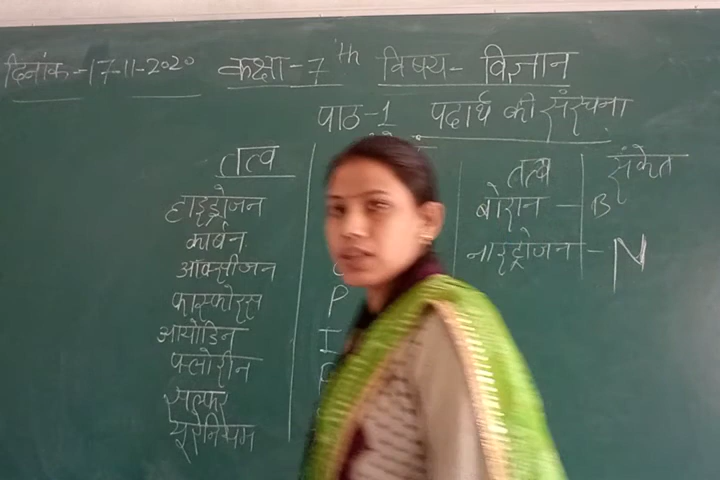 दिनांक-17-11-2020 कक्षा-7th विषय- विज्ञान
पाठ-1 पदार्थ की संरचना
तत्व तत्व संकेत
हाइड्रोजन बोरान - B
कार्बन नाइट्रोजन - N
ऑक्सीजन
फास्फोरस P
आयोडिन I
फ्लोरीन F
सल्फर
यूरेनियम